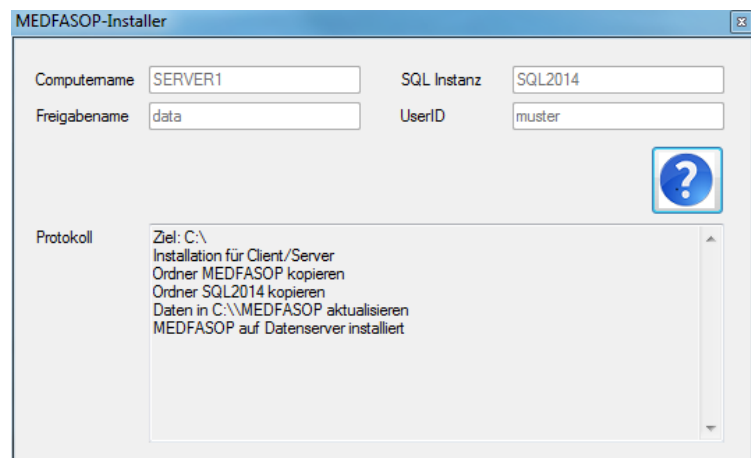 MEDFASOP-Installer
Computername SERVER1 SQL Instanz SQL2014
Freigabename data UserID muster
?
Protokoll
Ziel: C:\
Installation für Client/Server
Ordner MEDFASOP kopieren
Ordner SQL2014 kopieren
Daten in C:\\MEDFASOP aktualisieren
MEDFASOP auf Datenserver installiert